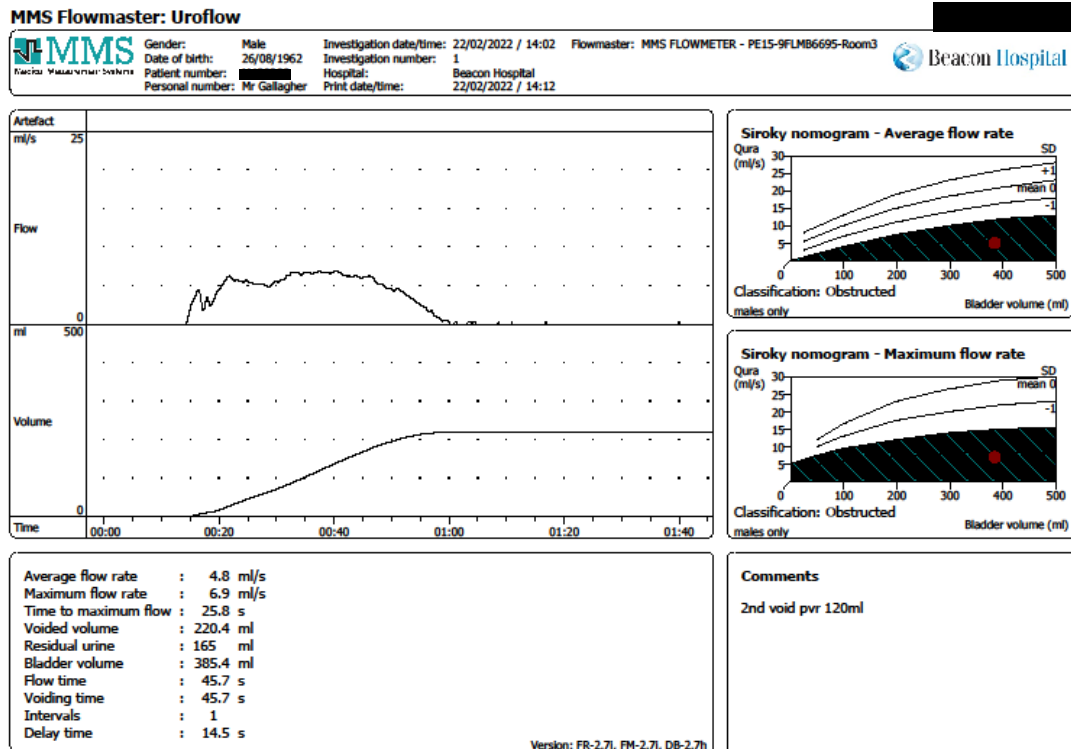 MMS Flowmaster: Uroflow
MMS
Medical Measurement Systems
Gender: Male
Date of birth: 26/08/1962
Patient number:
Personal number: Mr Gallagher
Investigation date/time: 22/02/2022 / 14:02
Investigation number: 1
Hospital: Beacon Hospital
Print date/time: 22/02/2022 / 14:12
Flowmaster: MMS FLOWMETER - PE15-9FLMB6695-Room3
Beacon Hospital
Artefact
ml/s 25
Flow
0
ml 500
Volume
0
Time 00:00 00:20 00:40 01:00 01:20 01:40
Siroky nomogram - Average flow rate
Qura (ml/s)
SD
30
25
20
15
10
5
+1
mean 0
-1
0 100 200 300 400 500
Classification: Obstructed
Bladder volume (ml)
males only
Siroky nomogram - Maximum flow rate
Qura (ml/s)
SD
30
25
20
15
10
5
mean 0
-1
0 100 200 300 400 500
Classification: Obstructed
Bladder volume (ml)
males only
Average flow rate : 4.8 ml/s
Maximum flow rate : 6.9 ml/s
Time to maximum flow : 25.8 s
Voided volume : 220.4 ml
Residual urine : 165 ml
Bladder volume : 385.4 ml
Flow time : 45.7 s
Voiding time : 45.7 s
Intervals : 1
Delay time : 14.5 s
Version: FR-2.7l, FM-2.7l, DB-2.7h
Comments
2nd void pvr 120ml